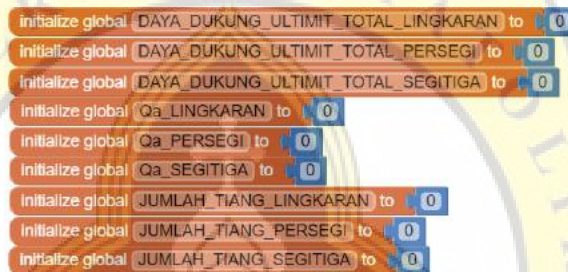 initialize global DAYA_DUKUNG_ULTIMIT_TOTAL_LINGKARAN to 0
initialize global DAYA_DUKUNG_ULTIMIT_TOTAL_PERSEGI to 0
initialize global DAYA_DUKUNG_ULTIMIT_TOTAL_SEGITIGA to 0
initialize global Qa_LINGKARAN to 0
initialize global Qa_PERSEGI to 0
initialize global Qa_SEGITIGA to 0
initialize global JUMLAH_TIANG_LINGKARAN to 0
initialize global JUMLAH_TIANG_PERSEGI to 0
initialize global JUMLAH_TIANG_SEGITIGA to 0